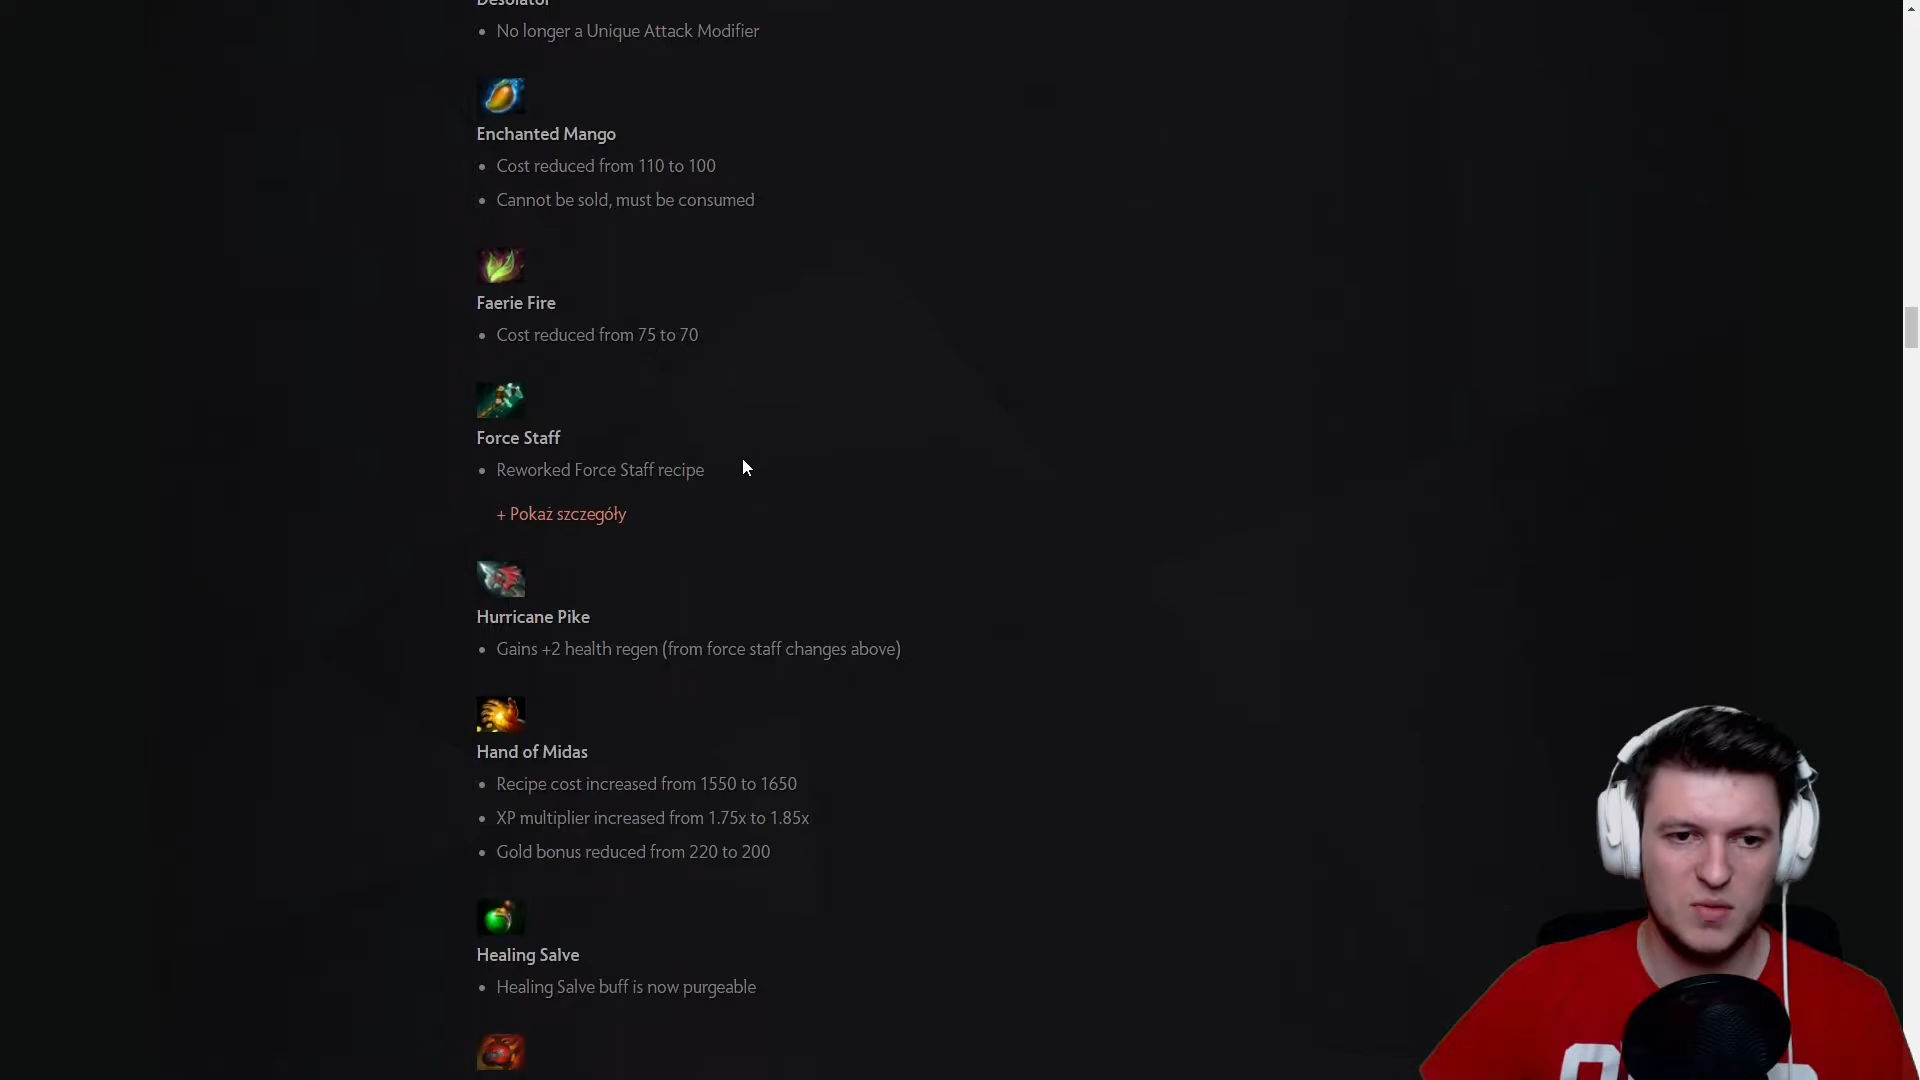 Desolator
No longer a Unique Attack Modifier
Enchanted Mango
Cost reduced from 110 to 100
Cannot be sold, must be consumed
Faerie Fire
Cost reduced from 75 to 70
Force Staff
Reworked Force Staff recipe
+ Pokaż szczegóły
Hurricane Pike
Gains +2 health regen (from force staff changes above)
Hand of Midas
Recipe cost increased from 1550 to 1650
XP multiplier increased from 1.75x to 1.85x
Gold bonus reduced from 220 to 200
Healing Salve
Healing Salve buff is now purgeable